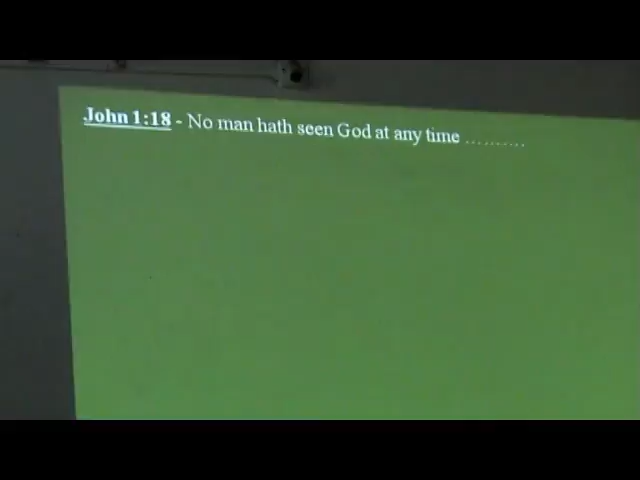 John 1:18 - No man hath seen God at any time ..........